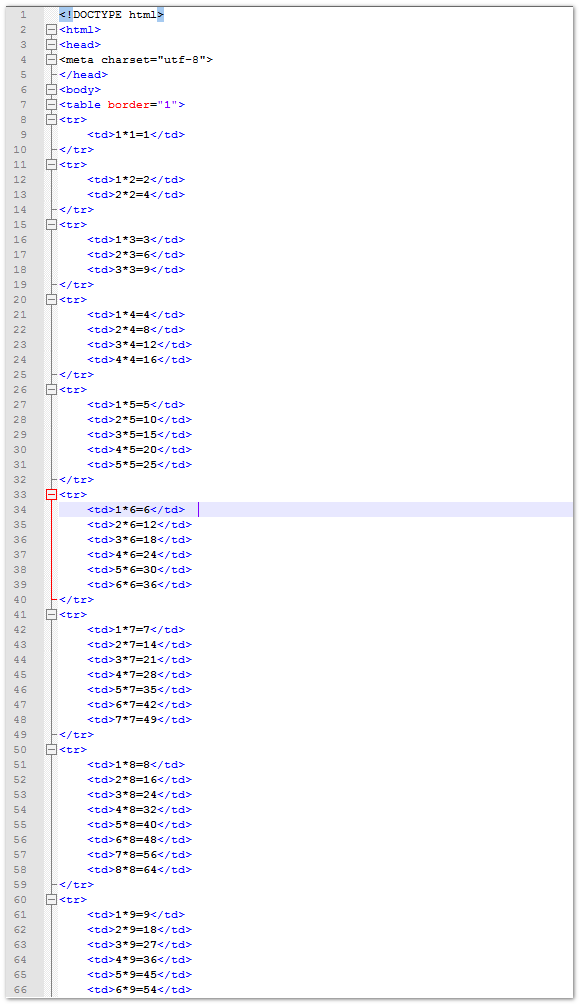 1 <!DOCTYPE html>
2 <html>
3 <head>
4 <meta charset="utf-8">
5 </head>
6 <body>
7 <table border="1">
8 <tr>
9 <td>1*1=1</td>
10 </tr>
11 <tr>
12 <td>1*2=2</td>
13 <td>2*2=4</td>
14 </tr>
15 <tr>
16 <td>1*3=3</td>
17 <td>2*3=6</td>
18 <td>3*3=9</td>
19 </tr>
20 <tr>
21 <td>1*4=4</td>
22 <td>2*4=8</td>
23 <td>3*4=12</td>
24 <td>4*4=16</td>
25 </tr>
26 <tr>
27 <td>1*5=5</td>
28 <td>2*5=10</td>
29 <td>3*5=15</td>
30 <td>4*5=20</td>
31 <td>5*5=25</td>
32 </tr>
33 <tr>
34 <td>1*6=6</td>
35 <td>2*6=12</td>
36 <td>3*6=18</td>
37 <td>4*6=24</td>
38 <td>5*6=30</td>
39 <td>6*6=36</td>
40 </tr>
41 <tr>
42 <td>1*7=7</td>
43 <td>2*7=14</td>
44 <td>3*7=21</td>
45 <td>4*7=28</td>
46 <td>5*7=35</td>
47 <td>6*7=42</td>
48 <td>7*7=49</td>
49 </tr>
50 <tr>
51 <td>1*8=8</td>
52 <td>2*8=16</td>
53 <td>3*8=24</td>
54 <td>4*8=32</td>
55 <td>5*8=40</td>
56 <td>6*8=48</td>
57 <td>7*8=56</td>
58 <td>8*8=64</td>
59 </tr>
60 <tr>
61 <td>1*9=9</td>
62 <td>2*9=18</td>
63 <td>3*9=27</td>
64 <td>4*9=36</td>
65 <td>5*9=45</td>
66 <td>6*9=54</td>